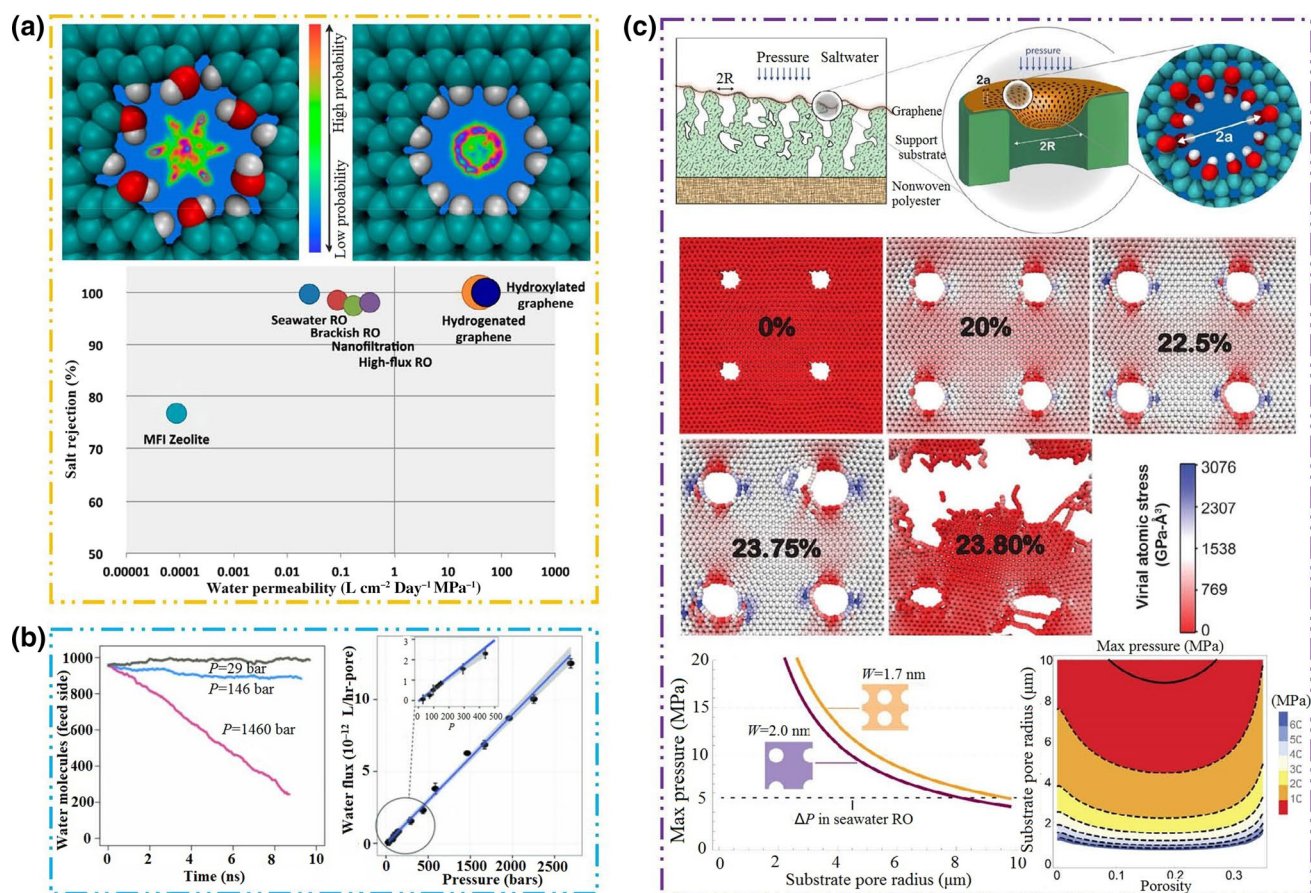 (a)
High probability
Low probability
100
90
80
70
60
50
Salt rejection (%)
Seawater RO
Brackish RO
Nanofiltration
High-flux RO
Hydroxylated
graphene
Hydrogenated
graphene
MFI Zeolite
0.00001 0.0001 0.01 0.1 1 10 100 1000
Water permeability (L cm⁻² Day⁻¹ MPa⁻¹)
(b)
Water molecules (feed side)
1000
800
600
400
200
0
P=29 bar
P=146 bar
P=1460 bar
0 2 4 6 8 10
Time (ns)
Water flux (10⁻¹² L/hr-pore)
10
5
0
3
2
1
0
0 100 200 300 400 500
P
0 500 1500 2000 2500
Pressure (bars)
(c)
Pressure Saltwater
2R
Graphene
Support
substrate
Nonwoven
polyester
pressure
2a
2R
2a
0%
20%
22.5%
23.75%
23.80%
Virial atomic stress
(GPa-Å³)
3076
2307
1538
769
0
Max pressure (MPa)
20
15
10
5
0
W=1.7 nm
W=2.0 nm
ΔP in seawater RO
0 2 4 6 8 10
Substrate pore radius (μm)
Max pressure (MPa)
Substrate pore radius (μm)
10
8
6
4
2
0
0 0.1 0.2 0.3
Porosity
(MPa)
6C
5C
4C
3C
2C
1C